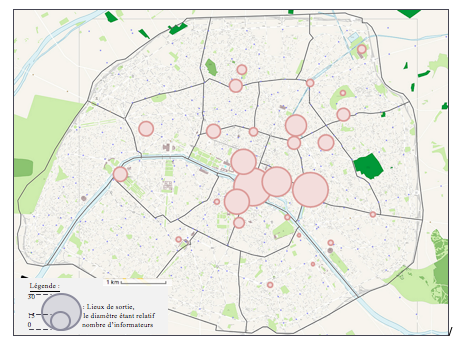 1 km
Légende :
30
15
0
: Lieux de sortie,
le diamètre étant relatif
nombre d'informateurs
/